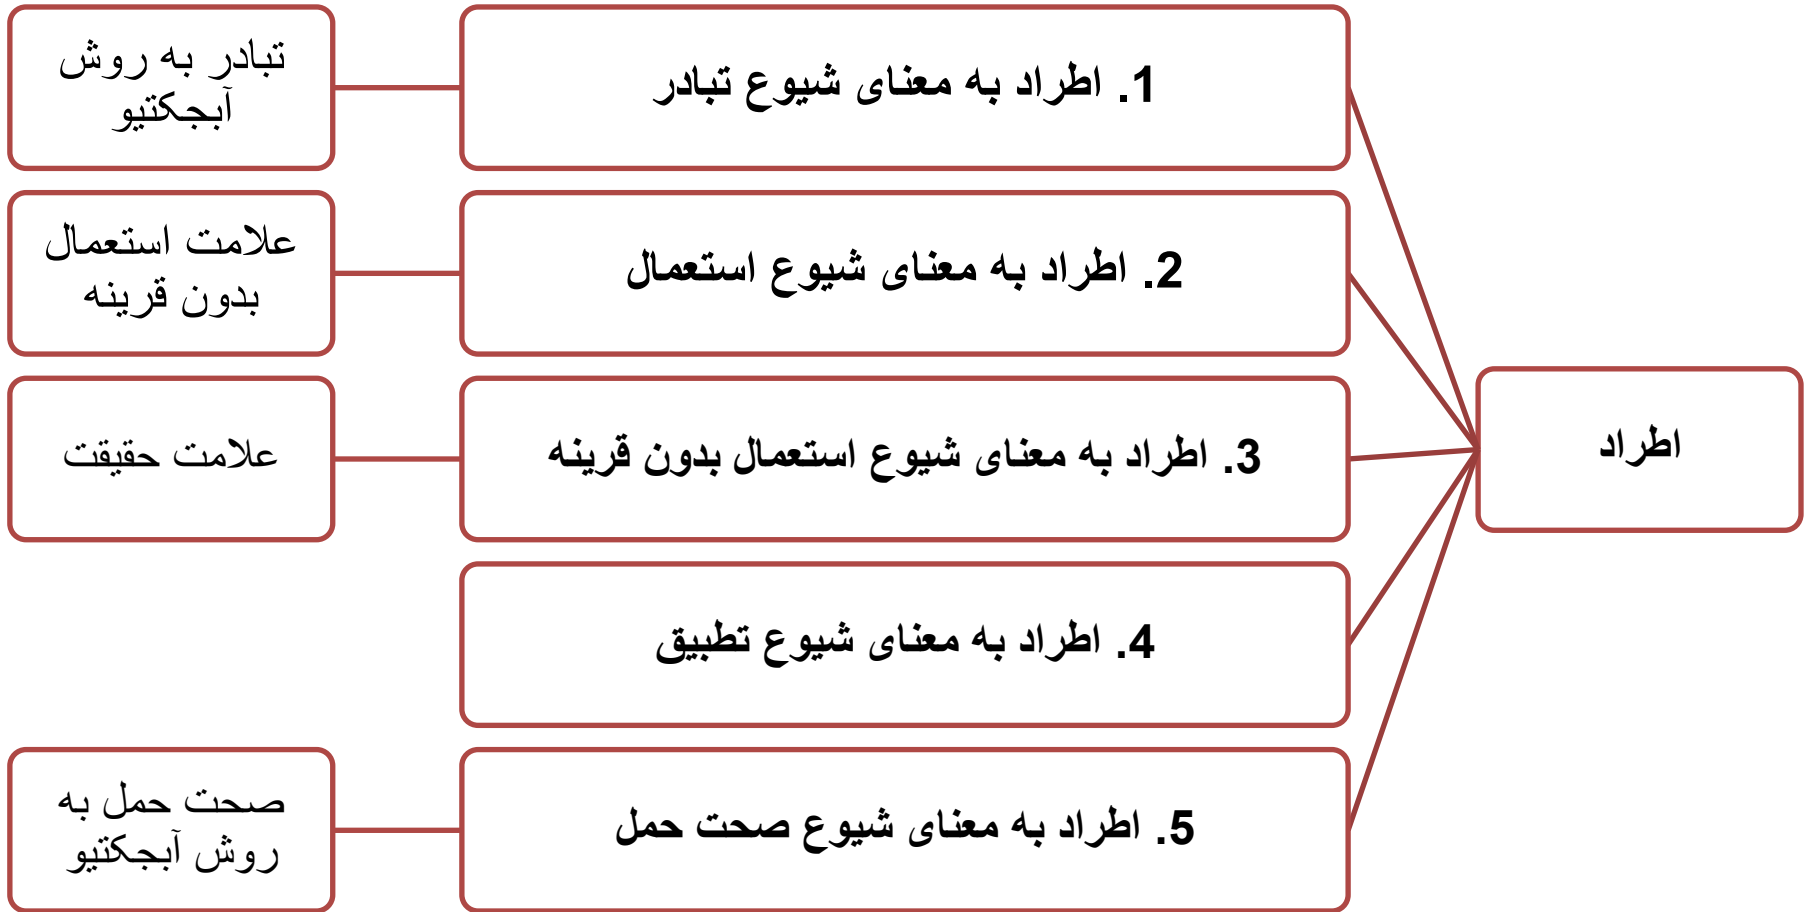 اطراد
1. اطراد به معنای شیوع تبادر
تبادر به روش
آبجکتیو
2. اطراد به معنای شیوع استعمال
علامت استعمال
بدون قرینه
3. اطراد به معنای شیوع استعمال بدون قرینه
علامت حقیقت
4. اطراد به معنای شیوع تطبیق
5. اطراد به معنای شیوع صحت حمل
صحت حمل به
روش آبجکتیو